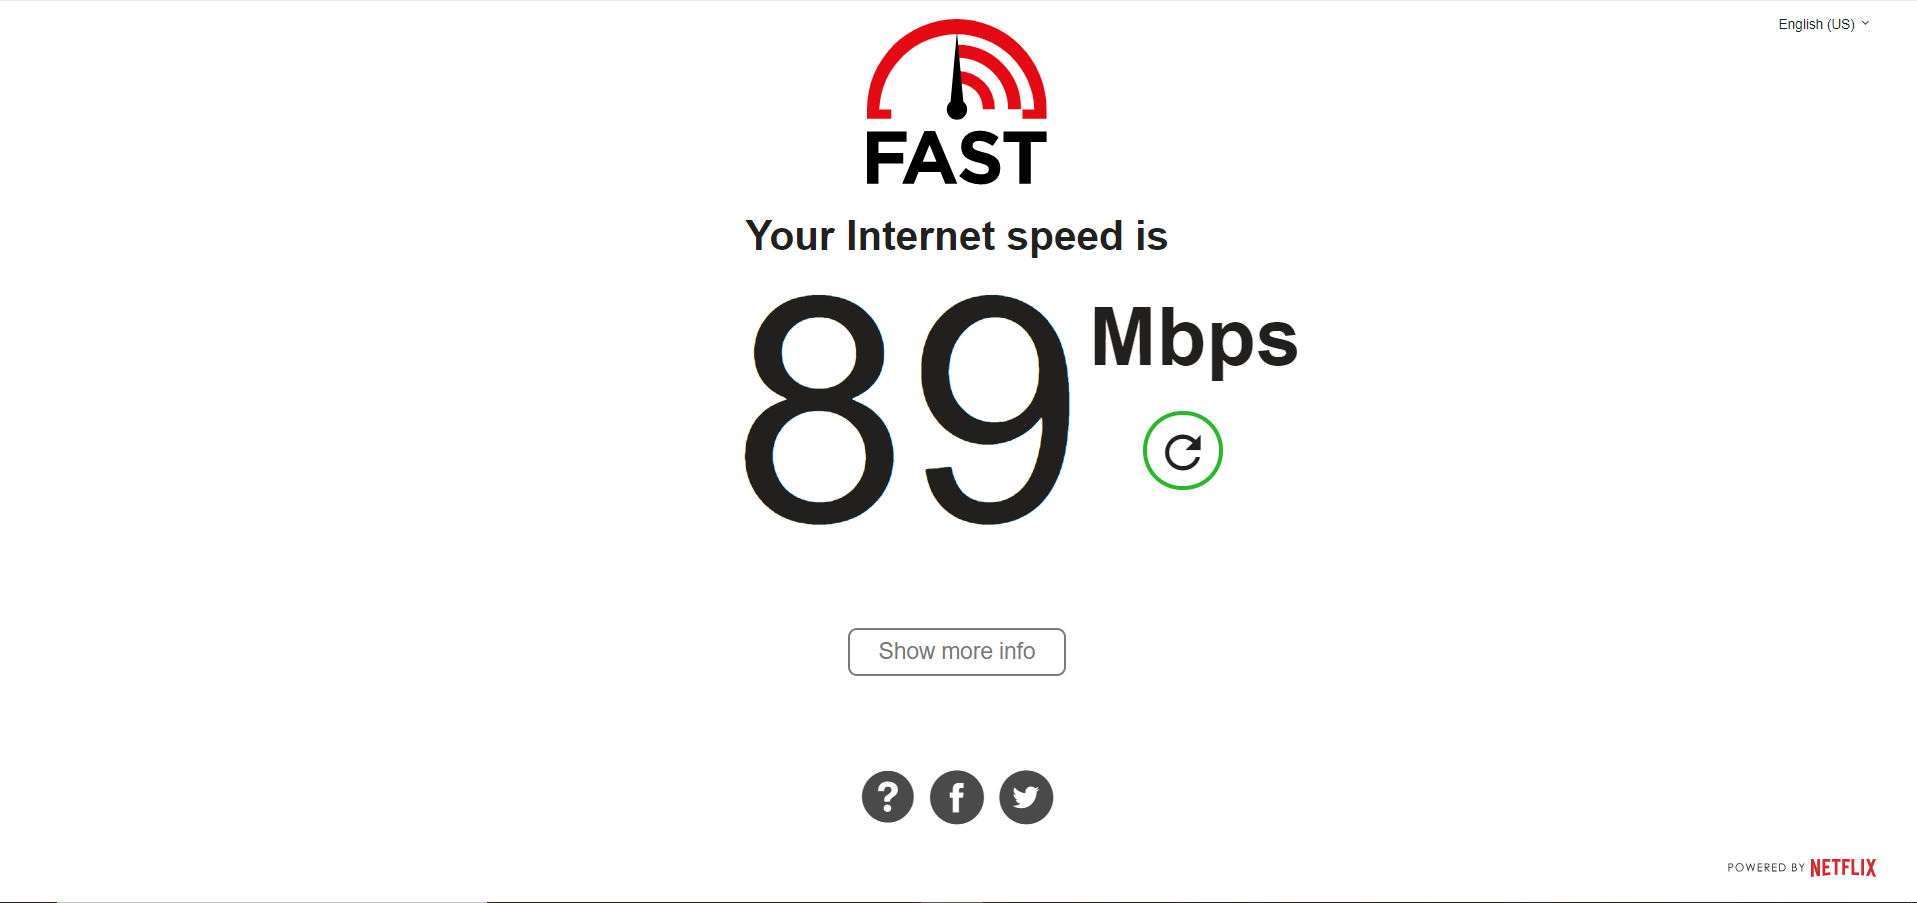 English (US)
FAST
Your Internet speed is
89 Mbps
Show more info
POWERED BY NETFLIX